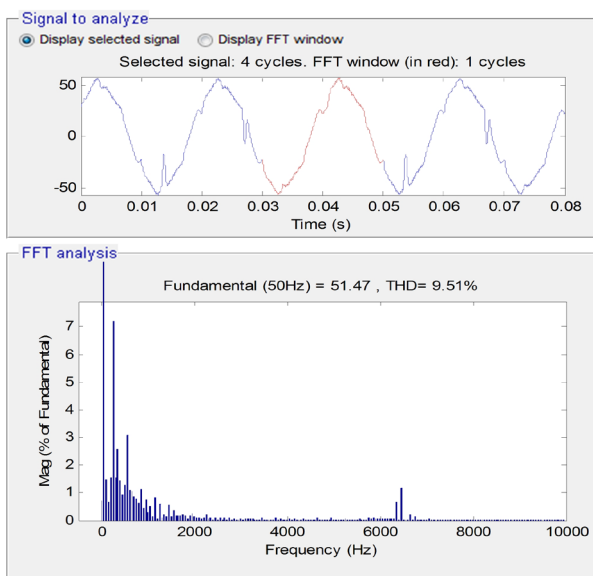 Signal to analyze
Display selected signal Display FFT window
Selected signal: 4 cycles. FFT window (in red): 1 cycles
50
0
-50
0 0.01 0.02 0.03 0.04 0.05 0.06 0.07 0.08
Time (s)
FFT analysis
Fundamental (50Hz) = 51.47 , THD= 9.51%
7
6
5
4
3
2
1
0
Mag (% of Fundamental)
0 2000 4000 6000 8000 10000
Frequency (Hz)